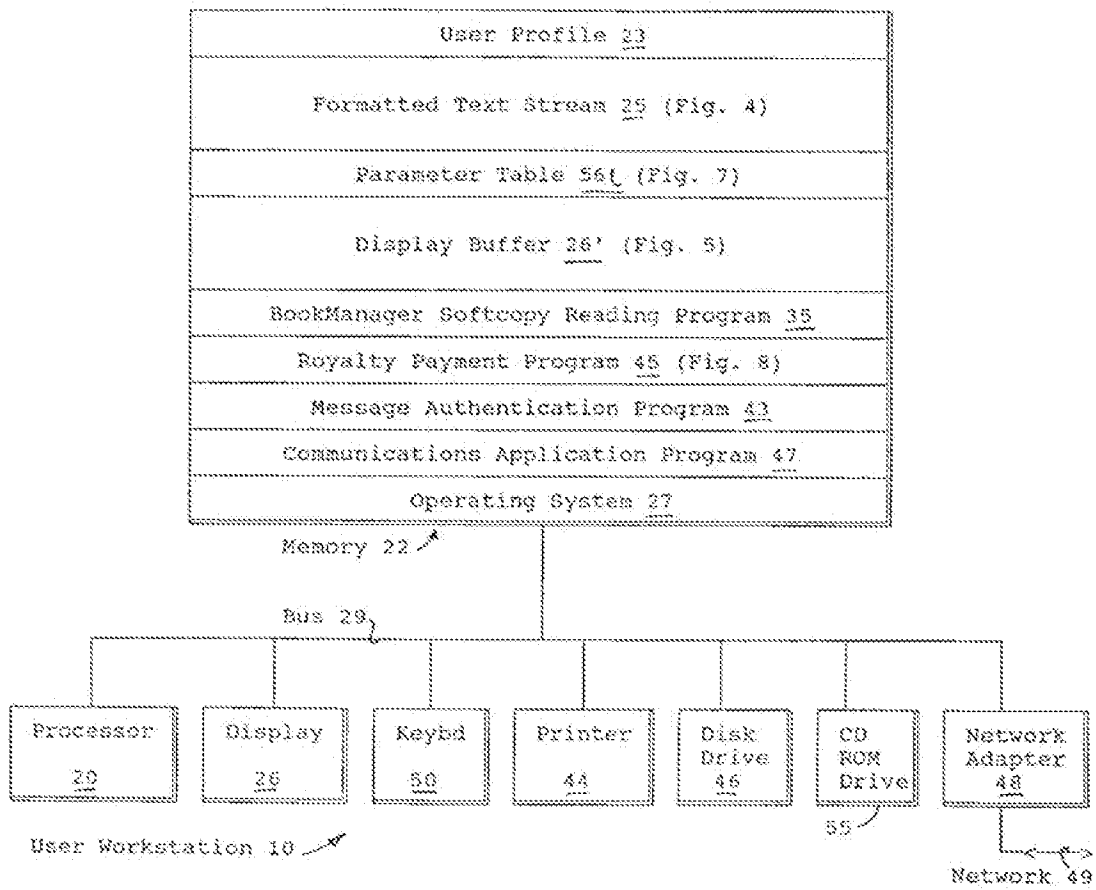 User Profile 23
Formatted Text Stream 25 (Fig. 4)
Parameter Table 56 (Fig. 7)
Display Buffer 26' (Fig. 5)
BookManager Softcopy Reading Program 35
Royalty Payment Program 45 (Fig. 8)
Message Authentication Program 43
Communications Application Program 47
Operating System 27
Memory 22
Bus 29
Processor
20
Display
26
Keybd
50
Printer
44
Disk
Drive
46
CD
ROM
Drive
55
Network
Adapter
48
User Workstation 10
Network 49